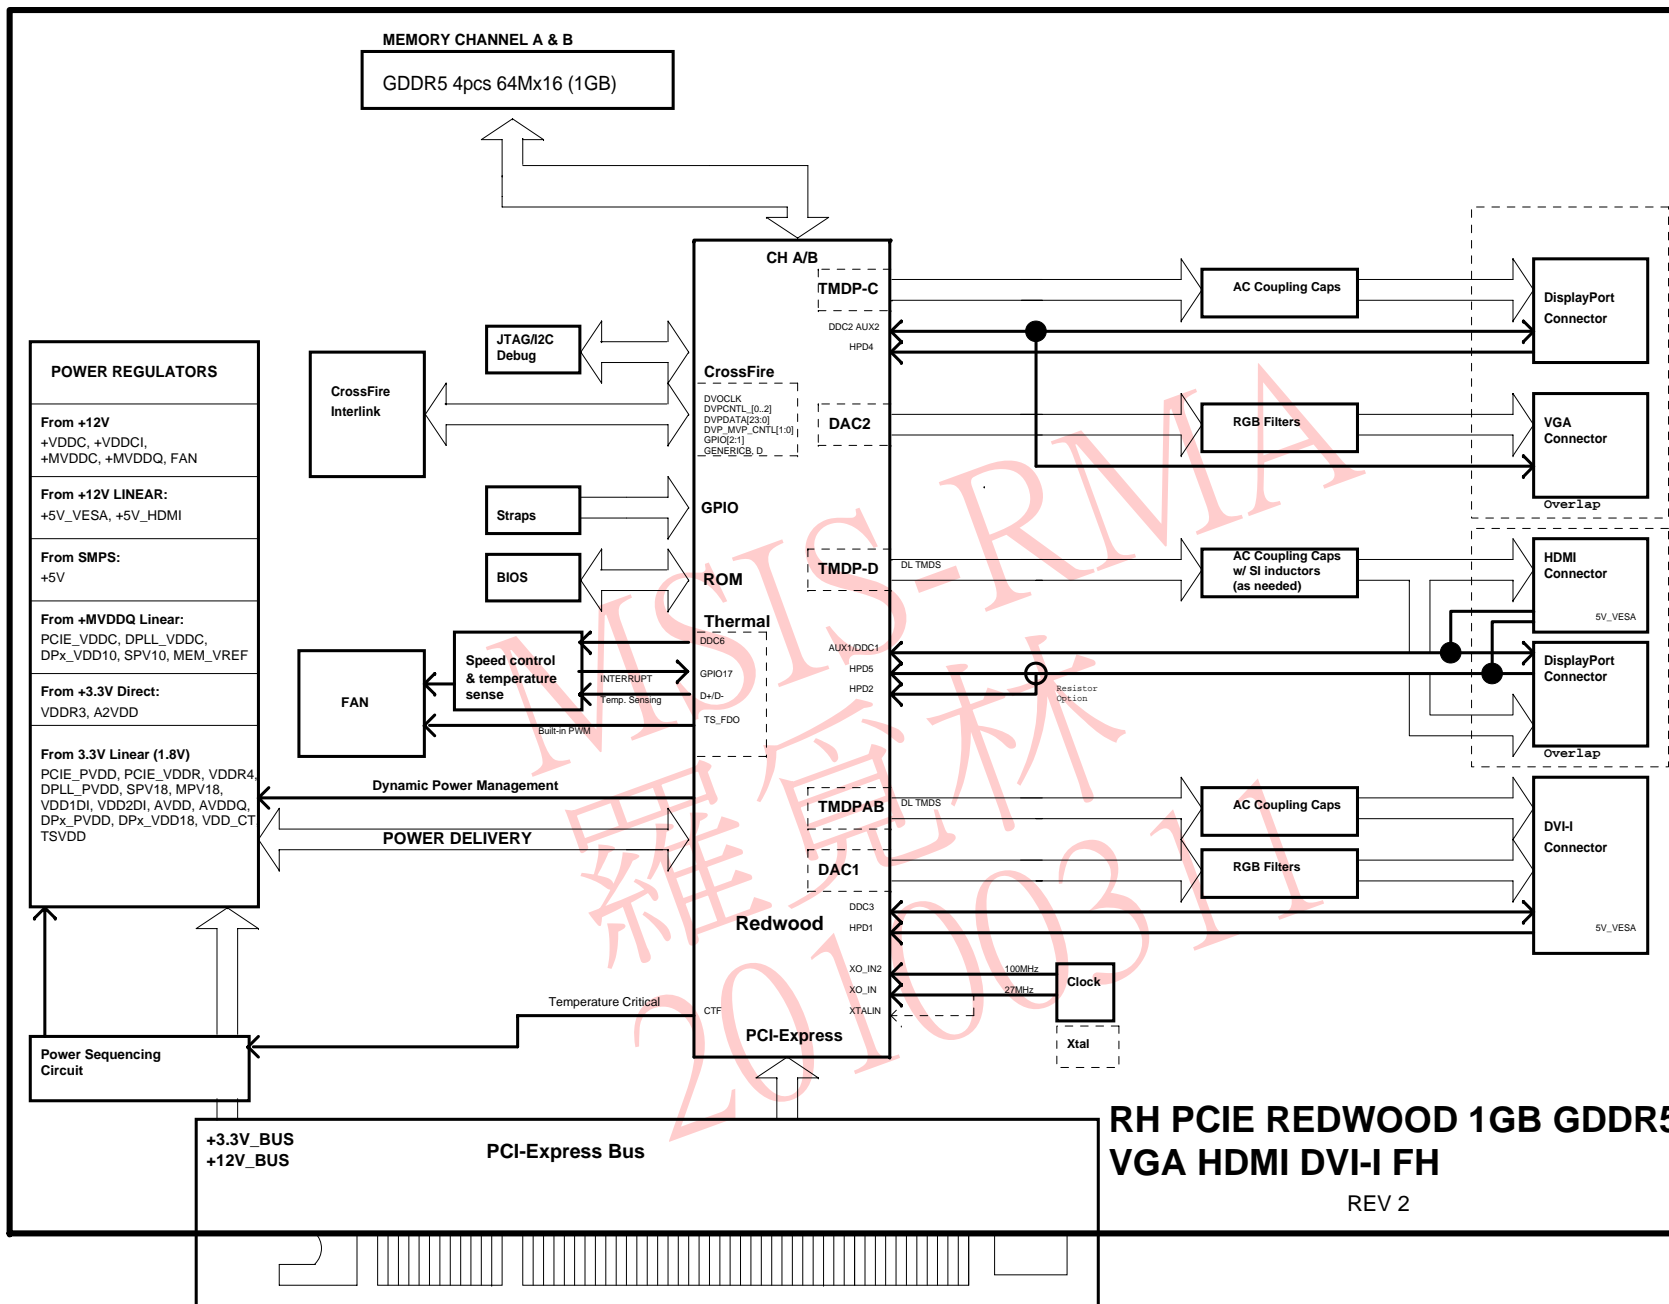 MEMORY CHANNEL A & B
GDDR5 4pcs 64Mx16 (1GB)
CH A/B
TMDP-C
AC Coupling Caps
DisplayPort
Connector
DDC2 AUX2
HPD4
JTAG/I2C
Debug
CrossFire
Interlink
CrossFire
DVOCLK
DVPCNTL_[0..2]
DVPDATA[23:0]
DVP_MVP_CNTL[1:0]
GPIO[2:1]
GENERICB, D
DAC2
RGB Filters
VGA
Connector
Overlap
POWER REGULATORS
From +12V
+VDDC, +VDDCI,
+MVDDC, +MVDDQ, FAN
From +12V LINEAR:
+5V_VESA, +5V_HDMI
From SMPS:
+5V
From +MVDDQ Linear:
PCIE_VDDC, DPLL_VDDC,
DPx_VDD10, SPV10, MEM_VREF
From +3.3V Direct:
VDDR3, A2VDD
From 3.3V Linear (1.8V)
PCIE_PVDD, PCIE_VDDR, VDDR4,
DPLL_PVDD, SPV18, MPV18,
VDD1DI, VDD2DI, AVDD, AVDDQ,
DPx_PVDD, DPx_VDD18, VDD_CT
TSVDD
Straps
GPIO
BIOS
ROM
TMDP-D
DL TMDS
AC Coupling Caps
w/ SI inductors
(as needed)
HDMI
Connector
5V_VESA
Thermal
DDC6
GPIO17
D+/D-
TS_FDO
Speed control
& temperature
sense
INTERRUPT
Temp. Sensing
FAN
Built-in PWM
AUX1/DDC1
HPD5
HPD2
Resistor
Option
DisplayPort
Connector
Overlap
Dynamic Power Management
POWER DELIVERY
TMDPAB
DL TMDS
AC Coupling Caps
DAC1
RGB Filters
DVI-I
Connector
5V_VESA
DDC3
HPD1
Redwood
XO_IN2
100MHz
XO_IN
27MHz
XTALIN
Clock
Xtal
Temperature Critical
CTF
PCI-Express
Power Sequencing
Circuit
+3.3V_BUS
+12V_BUS
PCI-Express Bus
RH PCIE REDWOOD 1GB GDDR5
VGA HDMI DVI-I FH
REV 2
MSIS-RMA
羅覓林
20100311